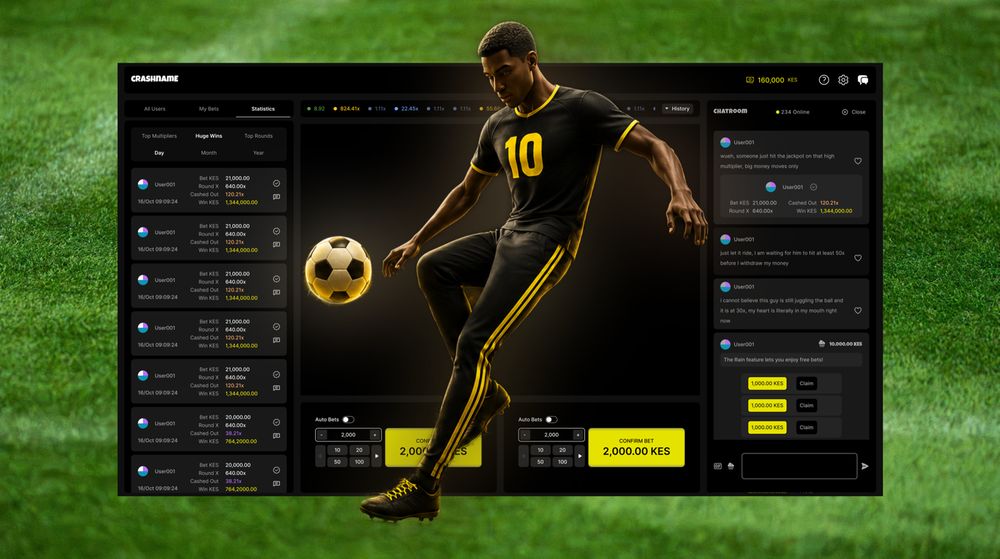 CRASHNAME
160,000 KES
All Users My Bets Statistics
Top Multipliers Huge Wins Top Rounds
Day Month Year
User001
16/Oct 09:09:24
Bet KES 21,000.00
Round X 640.00x
Cashed Out 120.21x
Win KES 1,344,000.00
User001
16/Oct 09:09:24
Bet KES 21,000.00
Round X 640.00x
Cashed Out 120.21x
Win KES 1,344,000.00
User001
16/Oct 09:09:24
Bet KES 21,000.00
Round X 640.00x
Cashed Out 120.21x
Win KES 1,344,000.00
User001
16/Oct 09:09:24
Bet KES 21,000.00
Round X 640.00x
Cashed Out 120.21x
Win KES 1,344,000.00
User001
16/Oct 09:09:24
Bet KES 21,000.00
Round X 640.00x
Cashed Out 120.21x
Win KES 1,344,000.00
User001
16/Oct 09:09:24
Bet KES 20,000.00
Round X 640.00x
Cashed Out 38.21x
Win KES 764,2000.00
User001
16/Oct 09:09:24
Bet KES 20,000.00
Round X 640.00x
Cashed Out 38.21x
Win KES 764,2000.00
8.92 824.41x 1.11x 22.45x 1.11x 1.11x 1.11x History
10
Auto Bets
- 2,000 +
10 20
50 100
Auto Bets
- 2,000 +
10 20
50 100
CONFIRM BET
2,000.00 KES
CHATROOM 234 Online Close
User001
wuah, someone just hit the jackpot on that high
multiplier, big money moves only
User001
Bet KES 21,000.00 Cashed Out 120.21x
Round X 640.00x Win KES 1,344,000.00
User001
just let it ride, I am waiting for him to hit at least 50x
before I withdraw my money
User001
I cannot believe this guy is still juggling the ball and
it is at 30x, my heart is literally in my mouth right
now
User001 10,000.00 KES
The Rain feature lets you enjoy free bets!
1,000.00 KES Claim
1,000.00 KES Claim
1,000.00 KES Claim
GIF